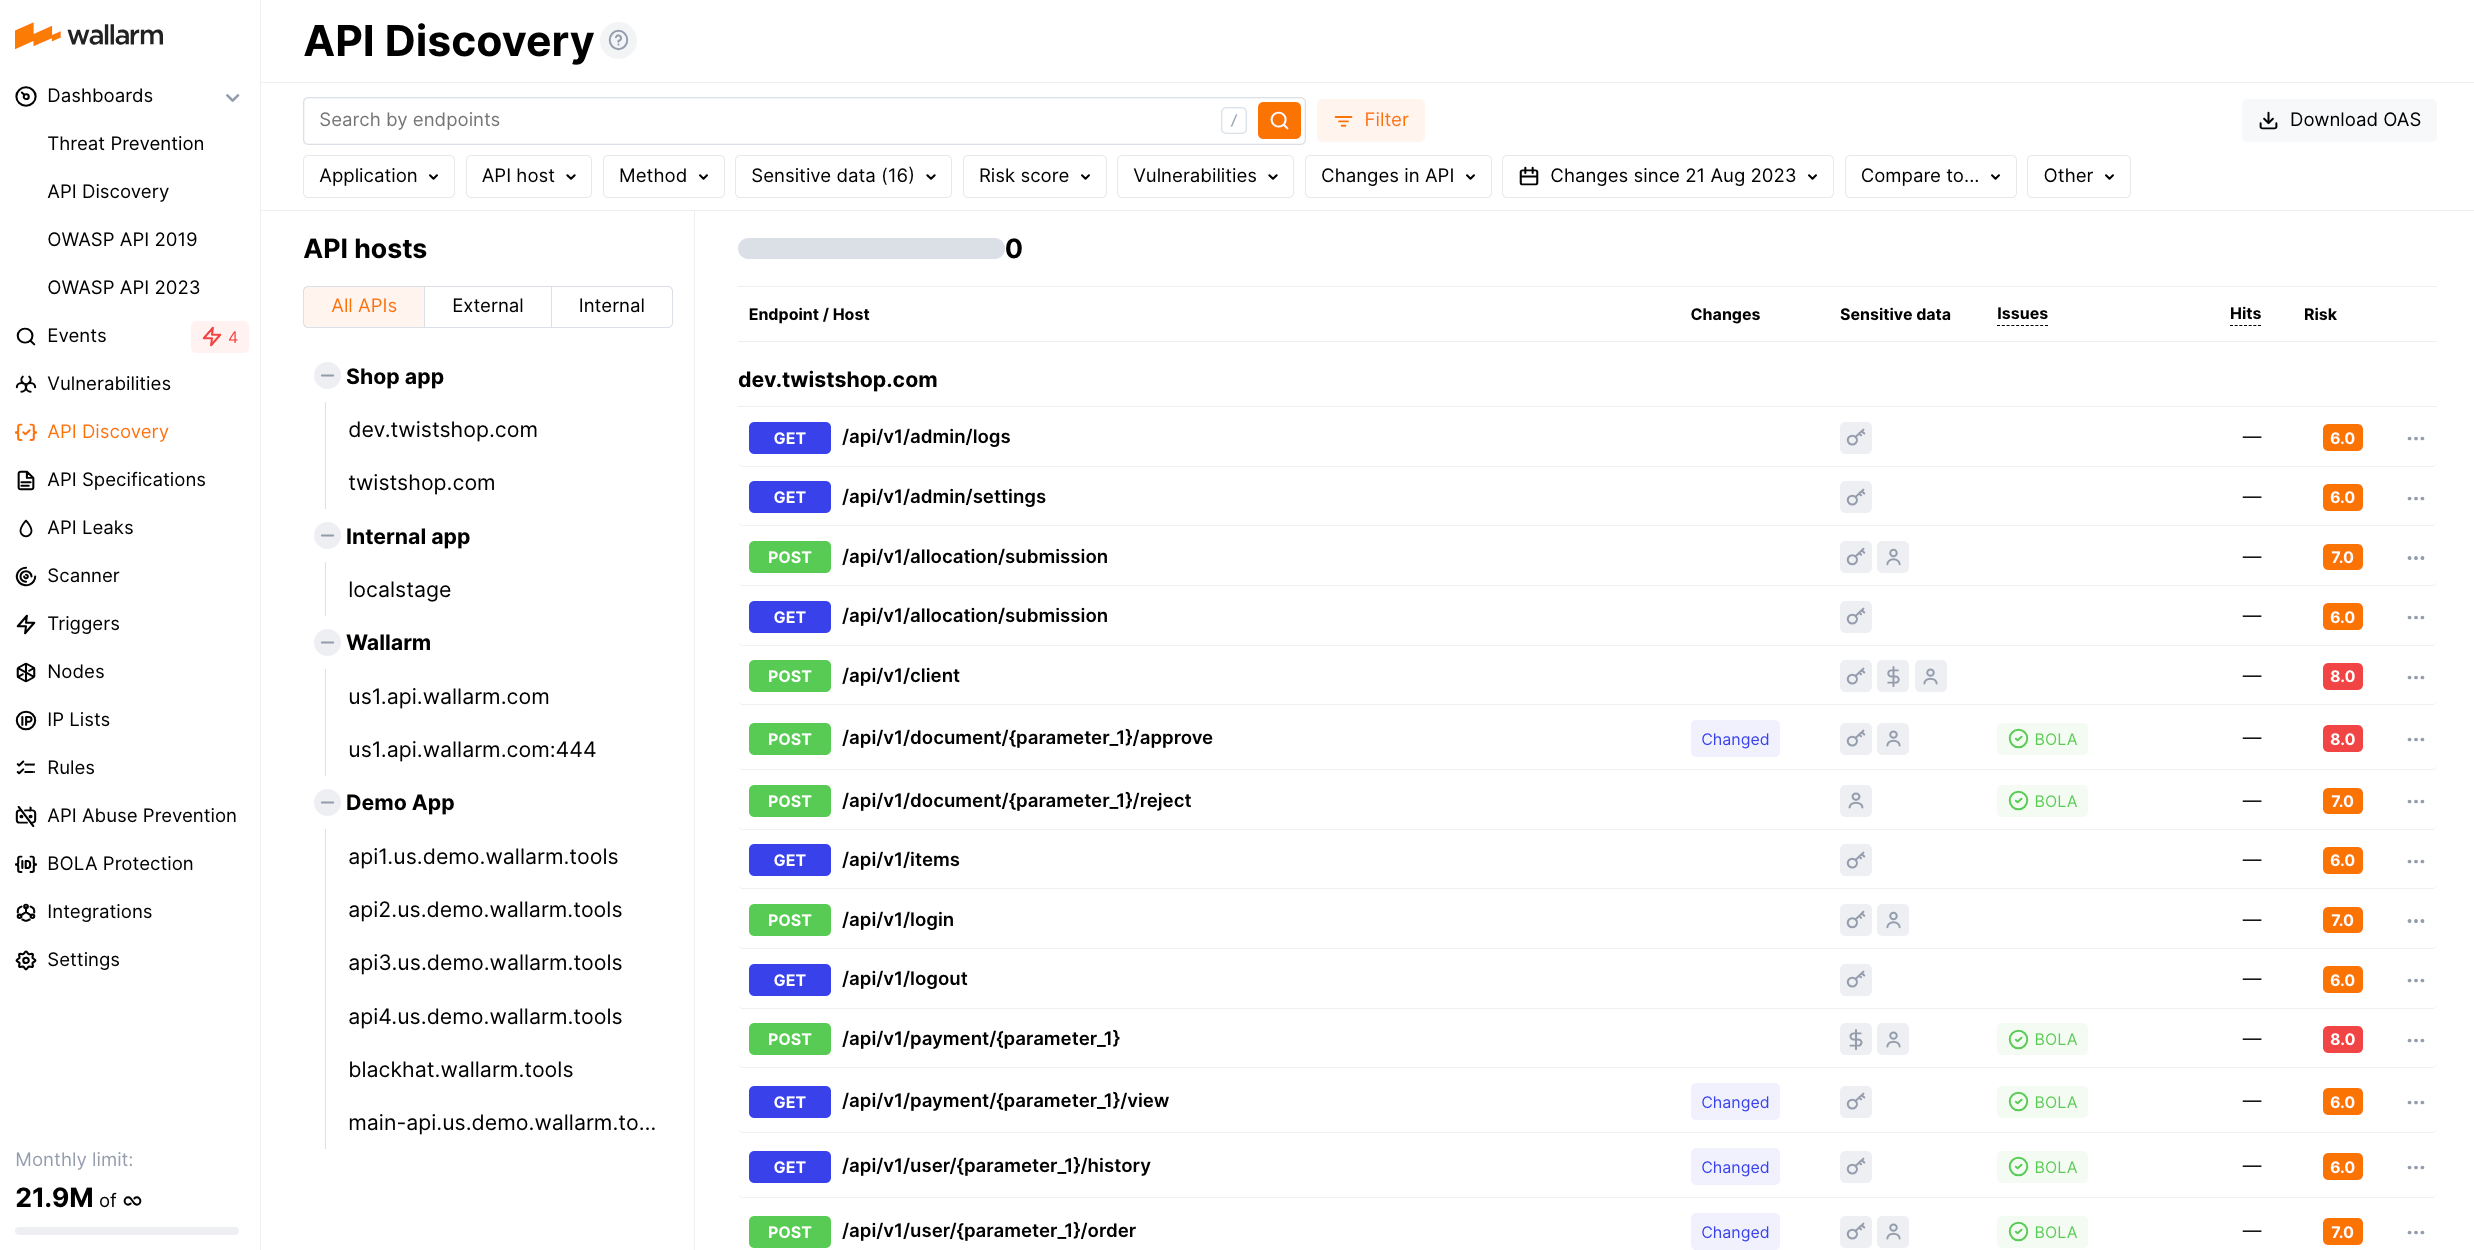 wallarm
API Discovery
Dashboards
Threat Prevention
API Discovery
OWASP API 2019
OWASP API 2023
Events 4
Vulnerabilities
API Discovery
API Specifications
API Leaks
Scanner
Triggers
Nodes
IP Lists
Rules
API Abuse Prevention
BOLA Protection
Integrations
Settings
Monthly limit:
21.9M of ∞
Search by endpoints /
Filter
Download OAS
Application
API host
Method
Sensitive data (16)
Risk score
Vulnerabilities
Changes in API
Changes since 21 Aug 2023
Compare to...
Other
API hosts
All APIs External Internal
Shop app
dev.twistshop.com
twistshop.com
Internal app
localstage
Wallarm
us1.api.wallarm.com
us1.api.wallarm.com:444
Demo App
api1.us.demo.wallarm.tools
api2.us.demo.wallarm.tools
api3.us.demo.wallarm.tools
api4.us.demo.wallarm.tools
blackhat.wallarm.tools
main-api.us.demo.wallarm.to...
0
Endpoint / Host Changes Sensitive data Issues Hits Risk
dev.twistshop.com
GET /api/v1/admin/logs — 6.0 ...
GET /api/v1/admin/settings — 6.0 ...
POST /api/v1/allocation/submission — 7.0 ...
GET /api/v1/allocation/submission — 6.0 ...
POST /api/v1/client $ — 8.0 ...
POST /api/v1/document/{parameter_1}/approve Changed BOLA — 8.0 ...
POST /api/v1/document/{parameter_1}/reject BOLA — 7.0 ...
GET /api/v1/items — 6.0 ...
POST /api/v1/login — 7.0 ...
GET /api/v1/logout — 6.0 ...
POST /api/v1/payment/{parameter_1} $ BOLA — 8.0 ...
GET /api/v1/payment/{parameter_1}/view Changed BOLA — 6.0 ...
GET /api/v1/user/{parameter_1}/history Changed BOLA — 6.0 ...
POST /api/v1/user/{parameter_1}/order Changed BOLA — 7.0 ...